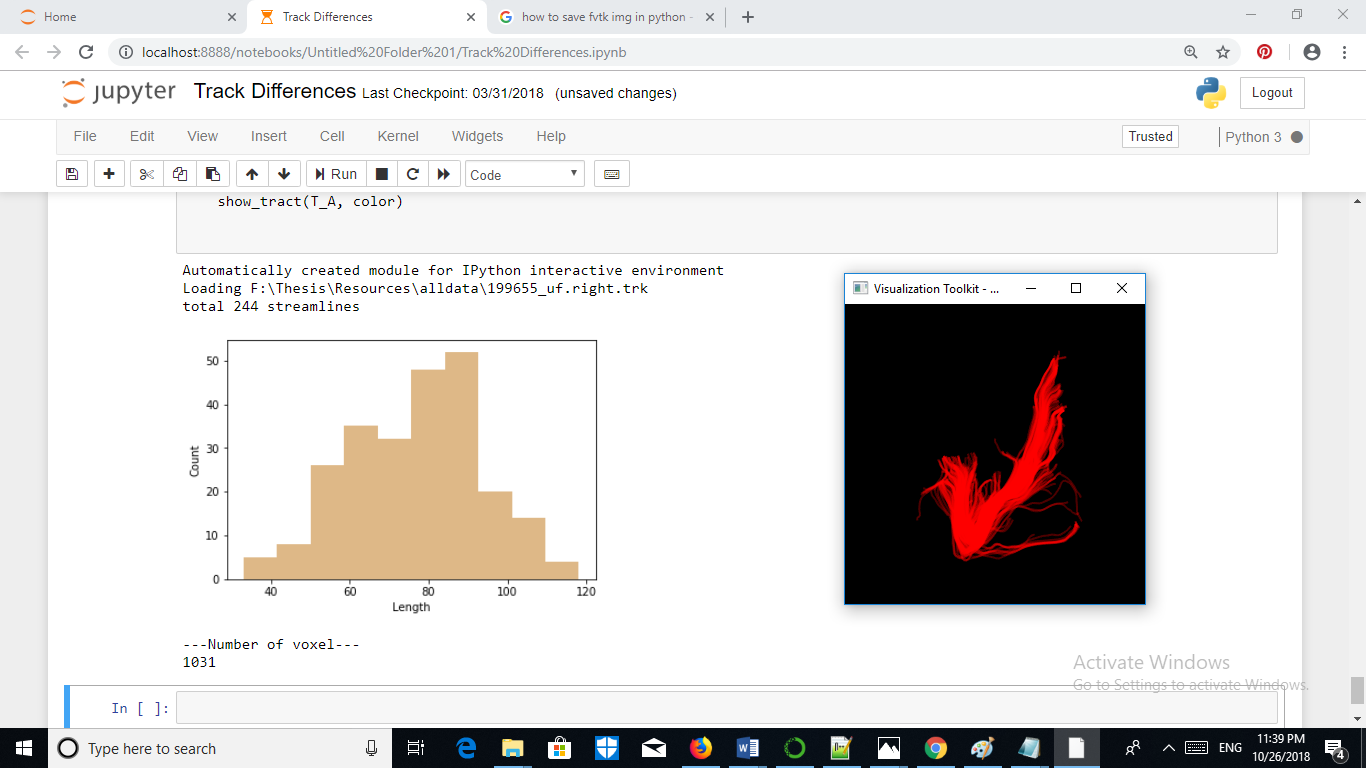 Home
Track Differences
how to save fvtk img in python -
localhost:8888/notebooks/Untitled%20Folder%201/Track%20Differences.ipynb
jupyter Track Differences Last Checkpoint: 03/31/2018 (unsaved changes)
Logout
File Edit View Insert Cell Kernel Widgets Help
Trusted Python 3
Run Code
show_tract(T_A, color)
Automatically created module for IPython interactive environment
Loading F:\Thesis\Resources\alldata\199655_uf.right.trk
total 244 streamlines
Visualization Toolkit - ...
50
40
30
20
10
0
Count
40 60 80 100 120
Length
---Number of voxel---
1031
Activate Windows
Go to Settings to activate Windows.
In [ ]:
Type here to search
ENG
11:39 PM
10/26/2018
4